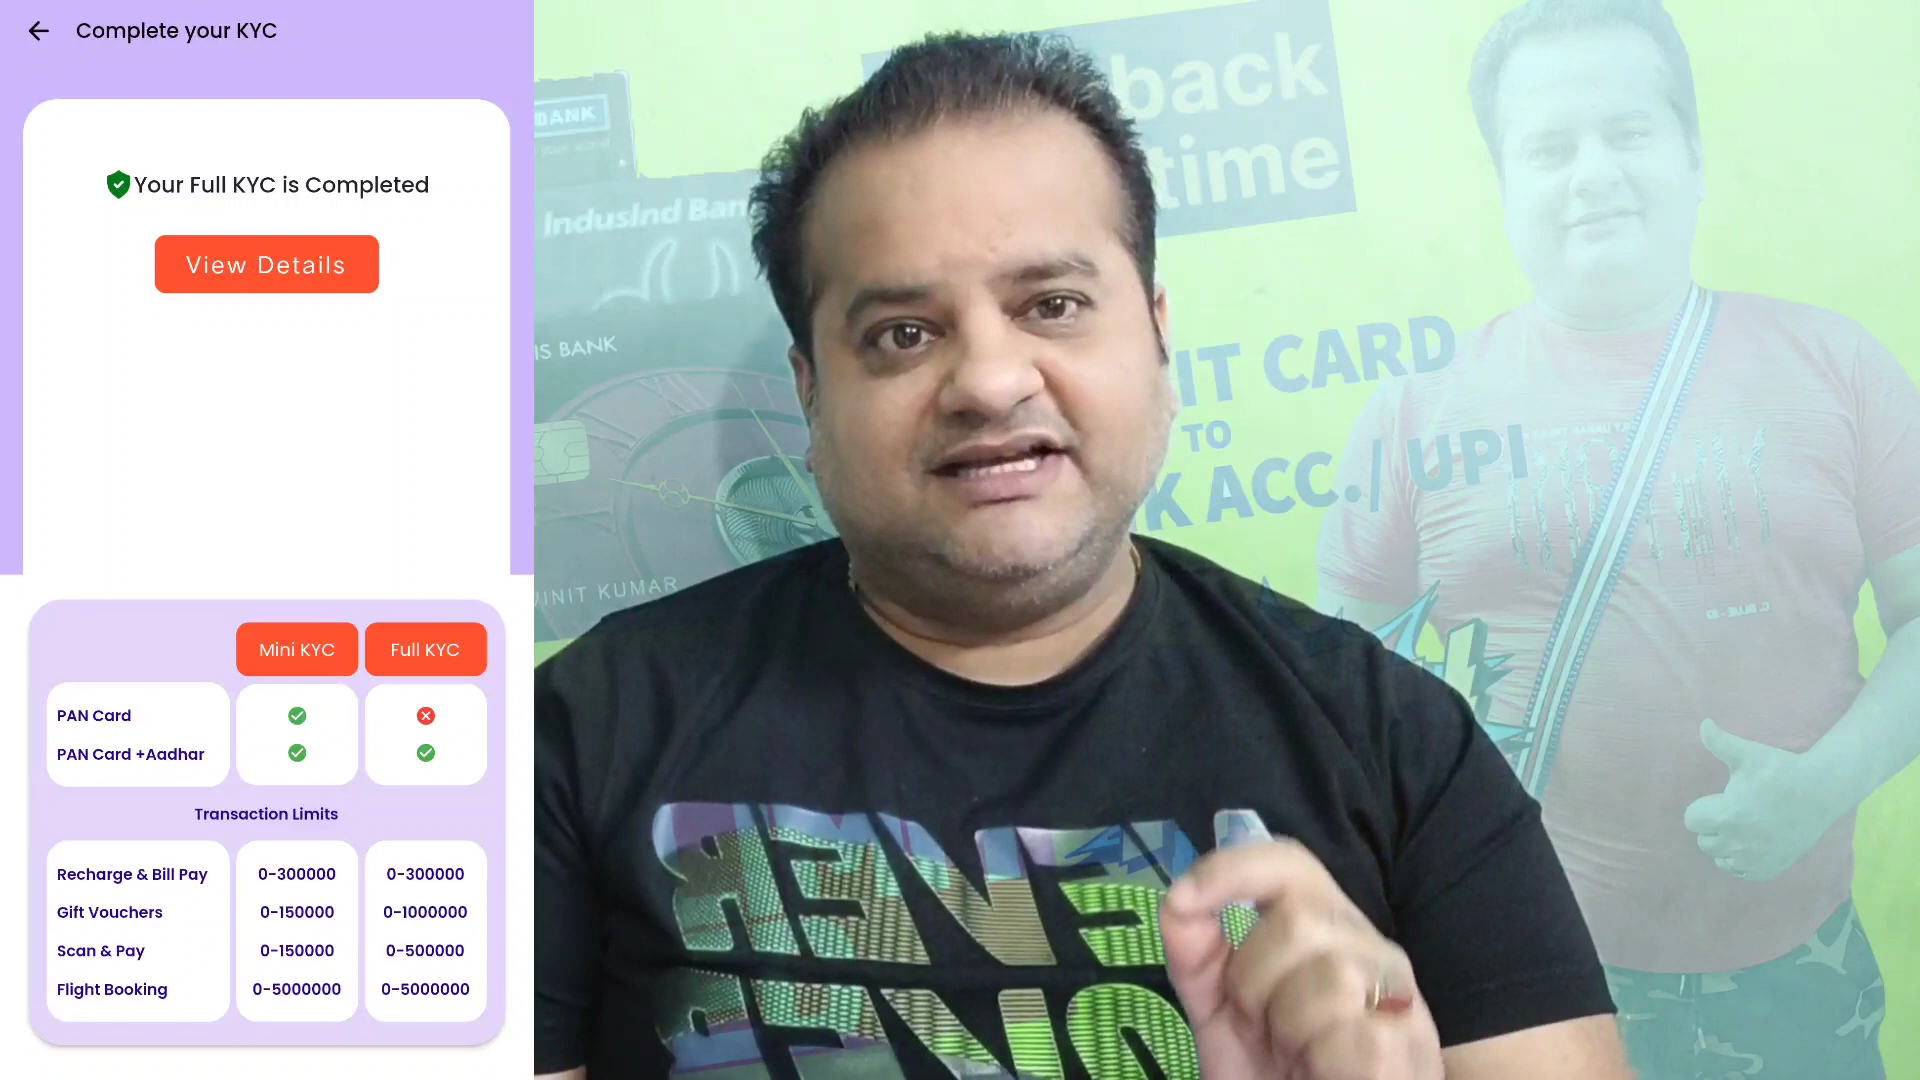 Complete your KYC
Your Full KYC is Completed
View Details
Mini KYC
Full KYC
PAN Card
PAN Card +Aadhar
Transaction Limits
Recharge & Bill Pay
0-300000
0-300000
Gift Vouchers
0-150000
0-1000000
Scan & Pay
0-150000
0-500000
Flight Booking
0-5000000
0-5000000
BANK
IndusInd Ban
IS BANK
VINIT KUMAR
back
time
IT CARD
TO
K ACC./ UPI